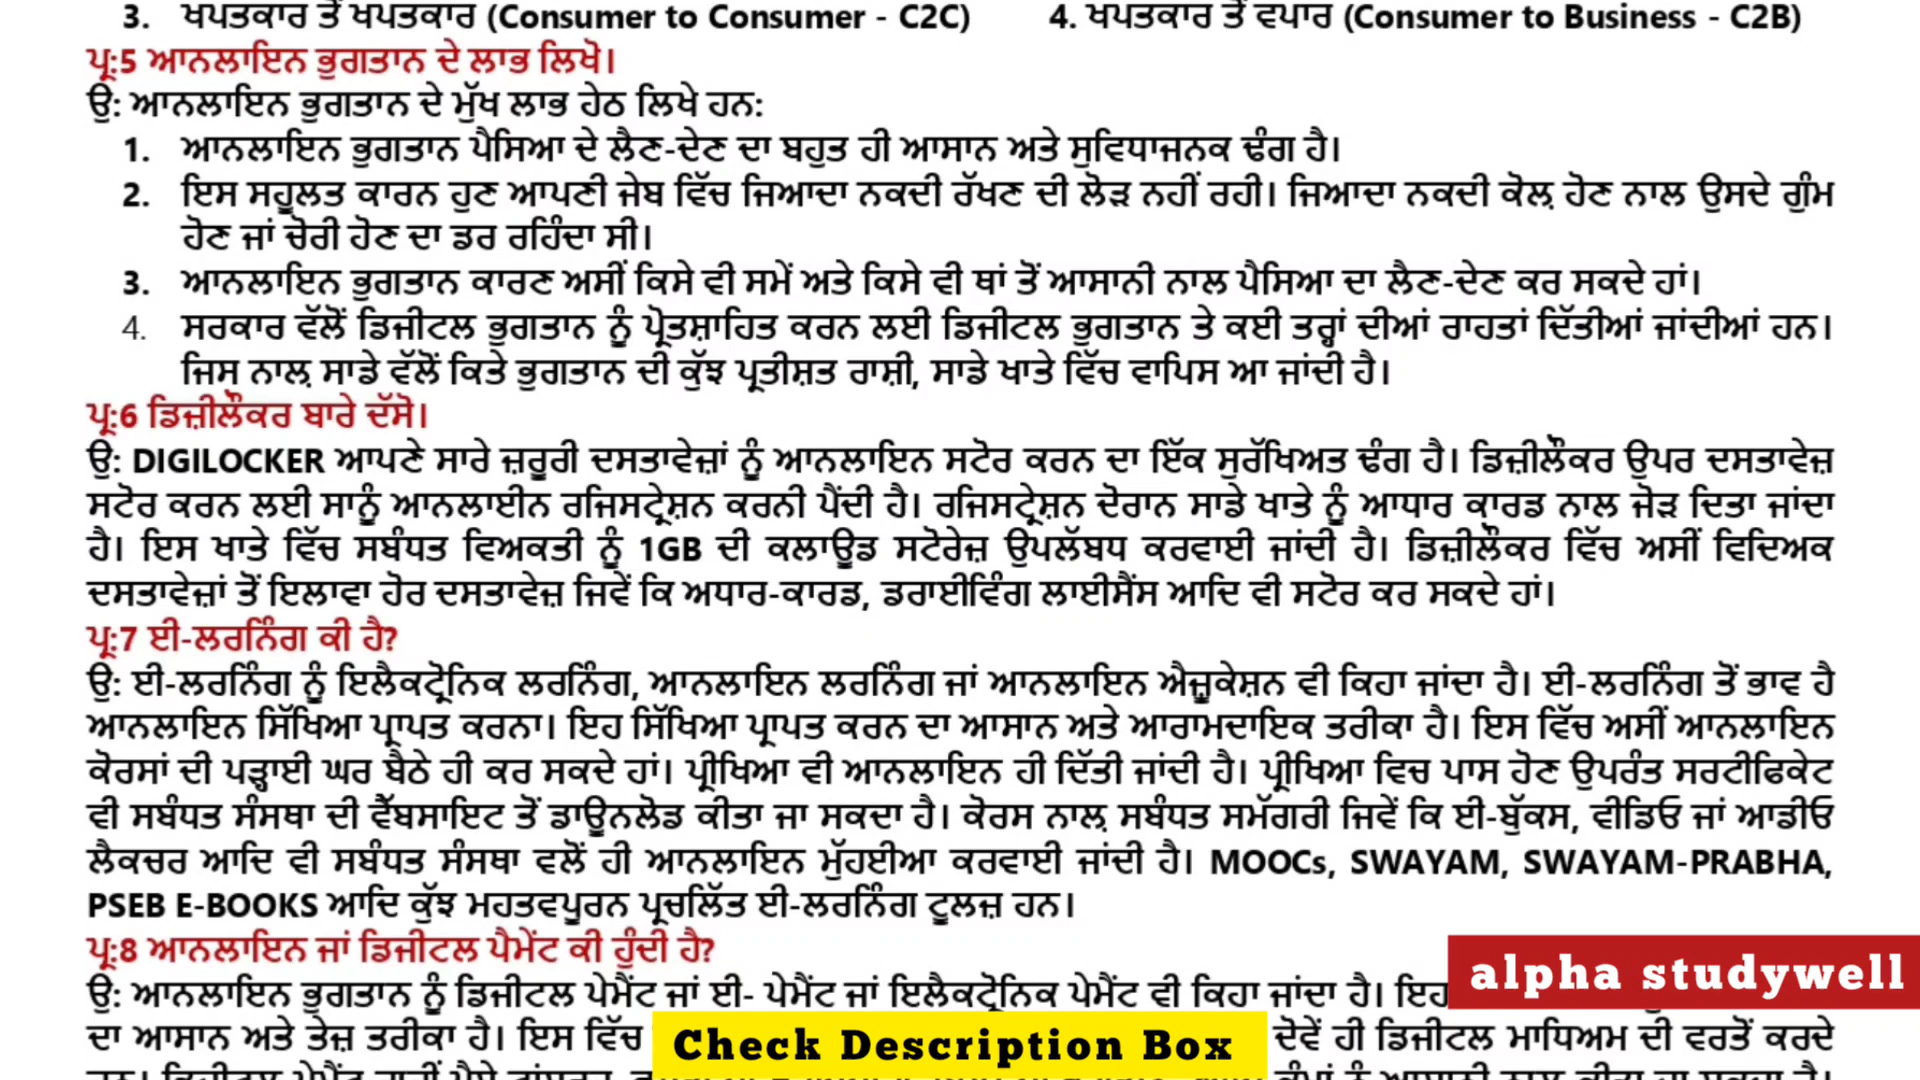 3. ਖਪਤਕਾਰ ਤੋਂ ਖਪਤਕਾਰ (Consumer to Consumer - C2C) 4. ਖਪਤਕਾਰ ਤੋਂ ਵਪਾਰ (Consumer to Business - C2B)
ਪ੍ਰ:5 ਆਨਲਾਇਨ ਭੁਗਤਾਨ ਦੇ ਲਾਭ ਲਿਖੋ।
ਉ: ਆਨਲਾਇਨ ਭੁਗਤਾਨ ਦੇ ਮੁੱਖ ਲਾਭ ਹੇਠ ਲਿਖੇ ਹਨ:
1. ਆਨਲਾਇਨ ਭੁਗਤਾਨ ਪੈਸਿਆ ਦੇ ਲੈਣ-ਦੇਣ ਦਾ ਬਹੁਤ ਹੀ ਆਸਾਨ ਅਤੇ ਸੁਵਿਧਾਜਨਕ ਢੰਗ ਹੈ।
2. ਇਸ ਸਹੂਲਤ ਕਾਰਨ ਹੁਣ ਆਪਣੀ ਜੇਬ ਵਿੱਚ ਜਿਆਦਾ ਨਕਦੀ ਰੱਖਣ ਦੀ ਲੋੜ ਨਹੀਂ ਰਹੀ। ਜਿਆਦਾ ਨਕਦੀ ਕੋਲ਼ ਹੋਣ ਨਾਲ ਉਸਦੇ ਗੁੰਮ
ਹੋਣ ਜਾਂ ਚੋਰੀ ਹੋਣ ਦਾ ਡਰ ਰਹਿੰਦਾ ਸੀ।
3. ਆਨਲਾਇਨ ਭੁਗਤਾਨ ਕਾਰਣ ਅਸੀਂ ਕਿਸੇ ਵੀ ਸਮੇਂ ਅਤੇ ਕਿਸੇ ਵੀ ਥਾਂ ਤੋਂ ਆਸਾਨੀ ਨਾਲ ਪੈਸਿਆ ਦਾ ਲੈਣ-ਦੇਣ ਕਰ ਸਕਦੇ ਹਾਂ।
4. ਸਰਕਾਰ ਵੱਲੋਂ ਡਿਜੀਟਲ ਭੁਗਤਾਨ ਨੂੰ ਪ੍ਰੋਤਸ਼ਾਹਿਤ ਕਰਨ ਲਈ ਡਿਜੀਟਲ ਭੁਗਤਾਨ ਤੇ ਕਈ ਤਰ੍ਹਾਂ ਦੀਆਂ ਰਾਹਤਾਂ ਦਿੱਤੀਆਂ ਜਾਂਦੀਆਂ ਹਨ।
ਜਿਸ ਨਾਲ਼ ਸਾਡੇ ਵੱਲੋਂ ਕਿਤੇ ਭੁਗਤਾਨ ਦੀ ਕੁੱਝ ਪ੍ਰਤੀਸ਼ਤ ਰਾਸ਼ੀ, ਸਾਡੇ ਖਾਤੇ ਵਿੱਚ ਵਾਪਿਸ ਆ ਜਾਂਦੀ ਹੈ।
ਪ੍ਰ:6 ਡਿਜ਼ੀਲੌਕਰ ਬਾਰੇ ਦੱਸੋ।
ਉ: DIGILOCKER ਆਪਣੇ ਸਾਰੇ ਜ਼ਰੂਰੀ ਦਸਤਾਵੇਜ਼ਾਂ ਨੂੰ ਆਨਲਾਇਨ ਸਟੋਰ ਕਰਨ ਦਾ ਇੱਕ ਸੁਰੱਖਿਅਤ ਢੰਗ ਹੈ। ਡਿਜ਼ੀਲੌਕਰ ਉਪਰ ਦਸਤਾਵੇਜ਼
ਸਟੋਰ ਕਰਨ ਲਈ ਸਾਨੂੰ ਆਨਲਾਈਨ ਰਜਿਸਟ੍ਰੇਸ਼ਨ ਕਰਨੀ ਪੈਂਦੀ ਹੈ। ਰਜਿਸਟ੍ਰੇਸ਼ਨ ਦੋਰਾਨ ਸਾਡੇ ਖਾਤੇ ਨੂੰ ਆਧਾਰ ਕਾਰਡ ਨਾਲ ਜੋੜ ਦਿਤਾ ਜਾਂਦਾ
ਹੈ। ਇਸ ਖਾਤੇ ਵਿੱਚ ਸਬੰਧਤ ਵਿਅਕਤੀ ਨੂੰ 1GB ਦੀ ਕਲਾਊਡ ਸਟੋਰੇਜ਼ ਉਪਲੱਬਧ ਕਰਵਾਈ ਜਾਂਦੀ ਹੈ। ਡਿਜ਼ੀਲੌਕਰ ਵਿੱਚ ਅਸੀਂ ਵਿਦਿਅਕ
ਦਸਤਾਵੇਜ਼ਾਂ ਤੋਂ ਇਲਾਵਾ ਹੋਰ ਦਸਤਾਵੇਜ਼ ਜਿਵੇਂ ਕਿ ਅਧਾਰ-ਕਾਰਡ, ਡਰਾਈਵਿੰਗ ਲਾਈਸੈਂਸ ਆਦਿ ਵੀ ਸਟੋਰ ਕਰ ਸਕਦੇ ਹਾਂ।
ਪ੍ਰ:7 ਈ-ਲਰਨਿੰਗ ਕੀ ਹੈ?
ਉ: ਈ-ਲਰਨਿੰਗ ਨੂੰ ਇਲੈਕਟ੍ਰੋਨਿਕ ਲਰਨਿੰਗ, ਆਨਲਾਇਨ ਲਰਨਿੰਗ ਜਾਂ ਆਨਲਾਇਨ ਐਜ਼ੂਕੇਸ਼ਨ ਵੀ ਕਿਹਾ ਜਾਂਦਾ ਹੈ। ਈ-ਲਰਨਿੰਗ ਤੋਂ ਭਾਵ ਹੈ
ਆਨਲਾਇਨ ਸਿੱਖਿਆ ਪ੍ਰਾਪਤ ਕਰਨਾ। ਇਹ ਸਿੱਖਿਆ ਪ੍ਰਾਪਤ ਕਰਨ ਦਾ ਆਸਾਨ ਅਤੇ ਆਰਾਮਦਾਇਕ ਤਰੀਕਾ ਹੈ। ਇਸ ਵਿੱਚ ਅਸੀਂ ਆਨਲਾਇਨ
ਕੋਰਸਾਂ ਦੀ ਪੜ੍ਹਾਈ ਘਰ ਬੈਠੇ ਹੀ ਕਰ ਸਕਦੇ ਹਾਂ। ਪ੍ਰੀਖਿਆ ਵੀ ਆਨਲਾਇਨ ਹੀ ਦਿੱਤੀ ਜਾਂਦੀ ਹੈ। ਪ੍ਰੀਖਿਆ ਵਿਚ ਪਾਸ ਹੋਣ ਉਪਰੰਤ ਸਰਟੀਫਿਕੇਟ
ਵੀ ਸਬੰਧਤ ਸੰਸਥਾ ਦੀ ਵੈੱਬਸਾਇਟ ਤੋਂ ਡਾਊਨਲੋਡ ਕੀਤਾ ਜਾ ਸਕਦਾ ਹੈ। ਕੋਰਸ ਨਾਲ਼ ਸਬੰਧਤ ਸਮੱਗਰੀ ਜਿਵੇਂ ਕਿ ਈ-ਬੁੱਕਸ, ਵੀਡਿਓ ਜਾਂ ਆਡੀਓ
ਲੈਕਚਰ ਆਦਿ ਵੀ ਸਬੰਧਤ ਸੰਸਥਾ ਵਲੋਂ ਹੀ ਆਨਲਾਇਨ ਮੁੱਹਈਆ ਕਰਵਾਈ ਜਾਂਦੀ ਹੈ। MOOCs, SWAYAM, SWAYAM-PRABHA,
PSEB E-BOOKS ਆਦਿ ਕੁੱਝ ਮਹਤਵਪੂਰਨ ਪ੍ਰਚਲਿੱਤ ਈ-ਲਰਨਿੰਗ ਟੂਲਜ਼ ਹਨ।
ਪ੍ਰ:8 ਆਨਲਾਇਨ ਜਾਂ ਡਿਜੀਟਲ ਪੈਮੇਂਟ ਕੀ ਹੁੰਦੀ ਹੈ?
ਉ: ਆਨਲਾਇਨ ਭੁਗਤਾਨ ਨੂੰ ਡਿਜੀਟਲ ਪੇਮੈਂਟ ਜਾਂ ਈ- ਪੇਮੈਂਟ ਜਾਂ ਇਲੈਕਟ੍ਰੋਨਿਕ ਪੇਮੈਂਟ ਵੀ ਕਿਹਾ ਜਾਂਦਾ ਹੈ। ਇਹ
alpha studywell
ਦਾ ਆਸਾਨ ਅਤੇ ਤੇਜ਼ ਤਰੀਕਾ ਹੈ। ਇਸ ਵਿੱਚ
Check Description Box
ਦੋਵੇਂ ਹੀ ਡਿਜੀਟਲ ਮਾਧਿਅਮ ਦੀ ਵਰਤੋਂ ਕਰਦੇ